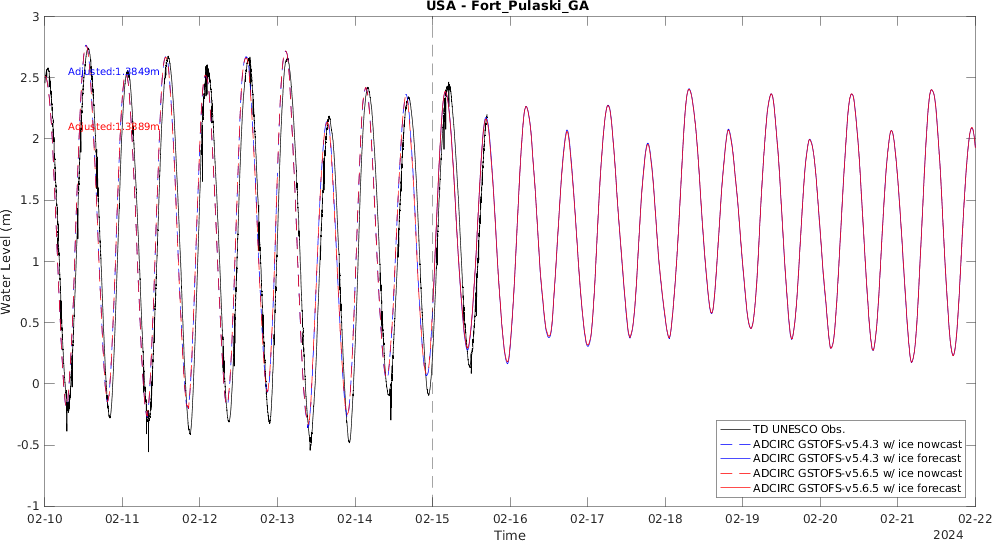 USA - Fort_Pulaski_GA
3
2.5
2
1.5
1
0.5
0
-0.5
-1
Water Level (m)
Adjusted:1.3849m
Adjusted:1.3389m
TD UNESCO Obs.
ADCIRC GSTOFS-v5.4.3 w/ ice nowcast
ADCIRC GSTOFS-v5.4.3 w/ ice forecast
ADCIRC GSTOFS-v5.6.5 w/ ice nowcast
ADCIRC GSTOFS-v5.6.5 w/ ice forecast
02-10 02-11 02-12 02-13 02-14 02-15 02-16 02-17 02-18 02-19 02-20 02-21 02-22
Time
2024